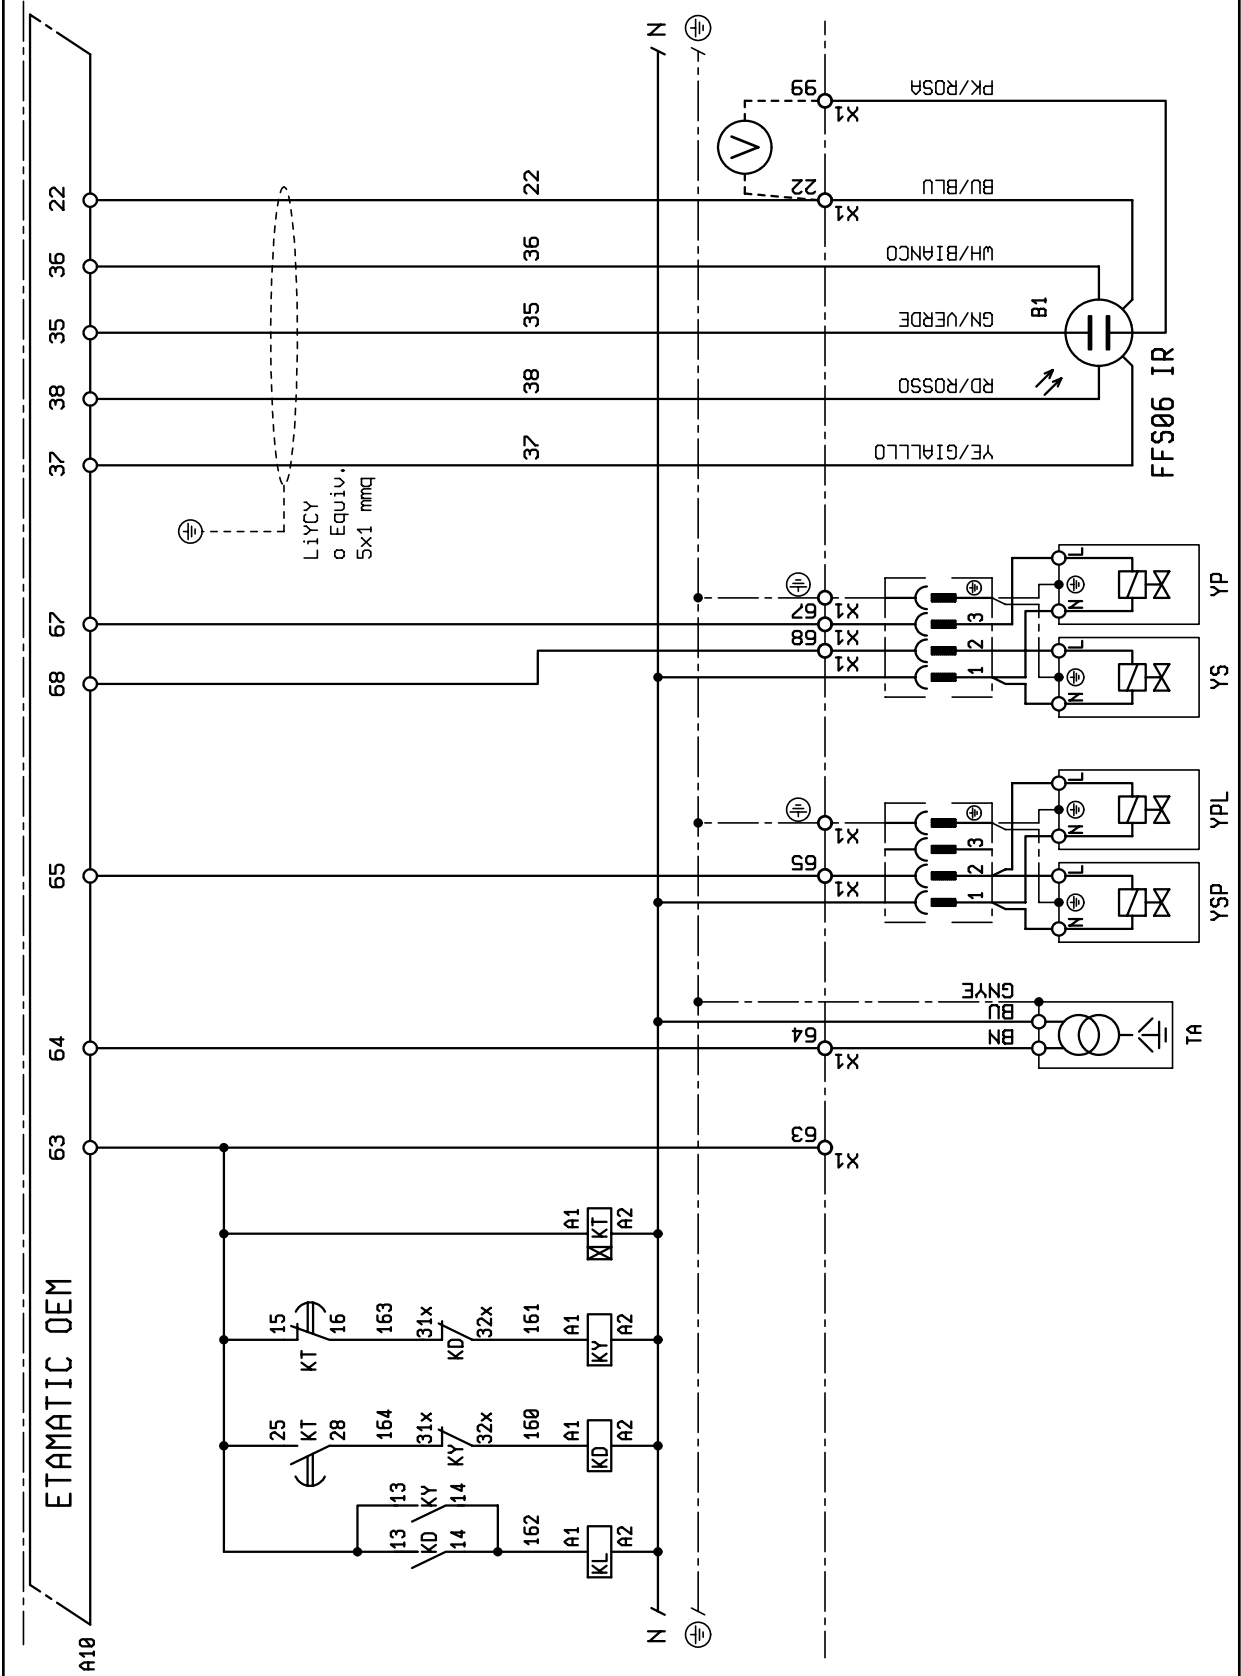 A10
ETAMATIC OEM
63
64
65
68
67
37
38
35
36
22
LiYCY
o Equiv.
5x1 mmq
25
KT
28
164
31x
KY
32x
160
A1
KD
A2
15
KT
16
163
31x
KD
32x
161
A1
KY
A2
A1
KT
A2
13
KD
14
13
KY
14
162
A1
KL
A2
37
38
35
36
22
N
N
63
X1
64
X1
65
X1
X1
68
X1
67
X1
X1
22
X1
99
X1
V
BN
BU
GNYE
TA
1
2
3
N
L
YSP
N
L
YPL
1
2
3
N
L
YS
N
L
YP
YE/GIALLO
RD/ROSSO
GN/VERDE
WH/BIANCO
BU/BLU
PK/ROSA
B1
FFS06 IR